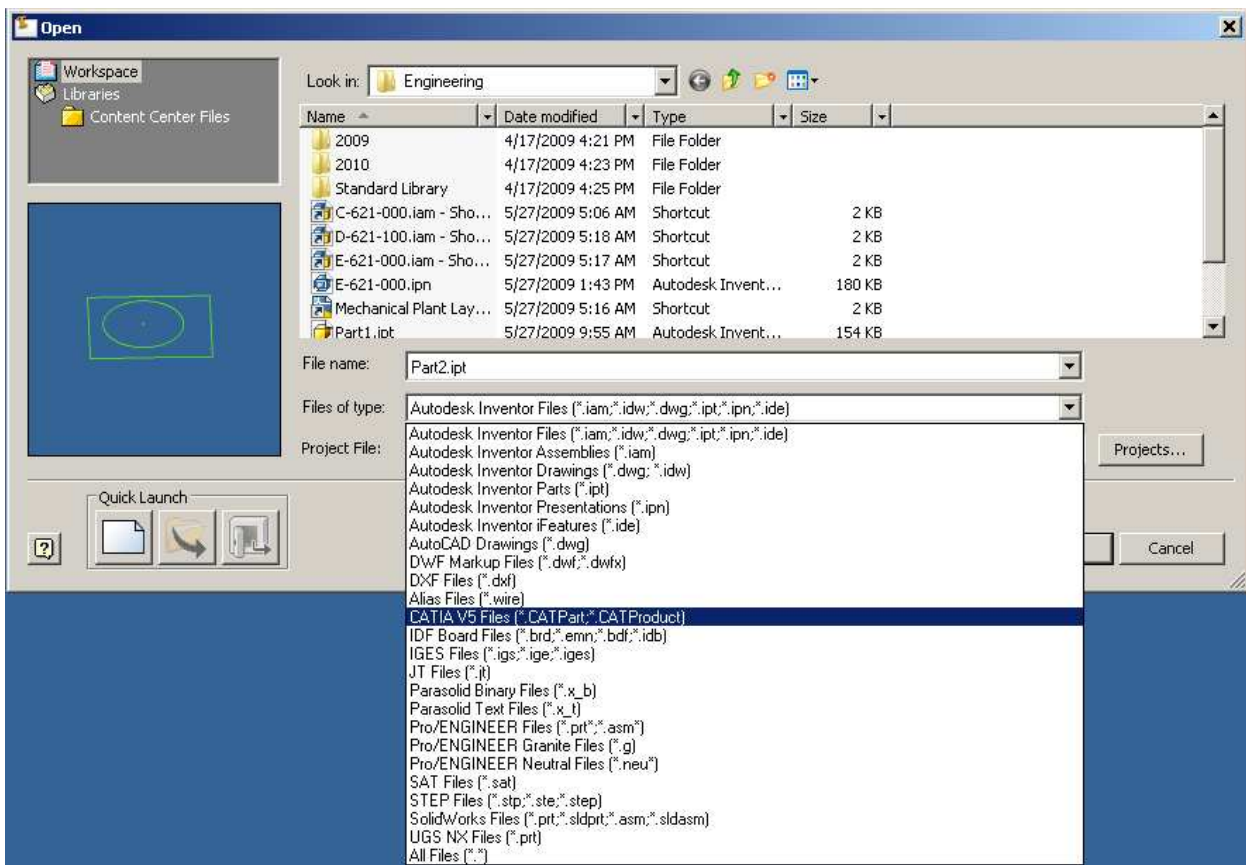 Open
Workspace
Libraries
Content Center Files
Look in: Engineering
Name Date modified Type Size
2009 4/17/2009 4:21 PM File Folder
2010 4/17/2009 4:23 PM File Folder
Standard Library 4/17/2009 4:25 PM File Folder
C-621-000.iam - Sho... 5/27/2009 5:06 AM Shortcut 2 KB
D-621-100.iam - Sho... 5/27/2009 5:18 AM Shortcut 2 KB
E-621-000.iam - Sho... 5/27/2009 5:17 AM Shortcut 2 KB
E-621-000.ipn 5/27/2009 1:43 PM Autodesk Invent... 180 KB
Mechanical Plant Lay... 5/27/2009 5:16 AM Shortcut 2 KB
Part1.ipt 5/27/2009 9:55 AM Autodesk Invent... 154 KB
File name: Part2.ipt
Files of type: Autodesk Inventor Files (*.iam;*.idw;*.dwg;*.ipt;*.ipn;*.ide)
Project File: Projects...
Autodesk Inventor Files (*.iam;*.idw;*.dwg;*.ipt;*.ipn;*.ide)
Autodesk Inventor Assemblies (*.iam)
Autodesk Inventor Drawings (*.dwg; *.idw)
Autodesk Inventor Parts (*.ipt)
Autodesk Inventor Presentations (*.ipn)
Autodesk Inventor iFeatures (*.ide)
AutoCAD Drawings (*.dwg)
DWF Markup Files (*.dwf;*.dwfx)
DXF Files (*.dxf)
Alias Files (*.wire)
CATIA V5 Files (*.CATPart;*.CATProduct)
IDF Board Files (*.brd;*.emn;*.bdf;*.idb)
IGES Files (*.igs;*.ige;*.iges)
JT Files (*.jt)
Parasolid Binary Files (*.x_b)
Parasolid Text Files (*.x_t)
Pro/ENGINEER Files (*.prt*;*.asm*)
Pro/ENGINEER Granite Files (*.g)
Pro/ENGINEER Neutral Files (*.neu*)
SAT Files (*.sat)
STEP Files (*.stp;*.ste;*.step)
SolidWorks Files (*.prt;*.sldprt;*.asm;*.sldasm)
UGS NX Files (*.prt)
All Files (*.*)
Quick Launch
Cancel